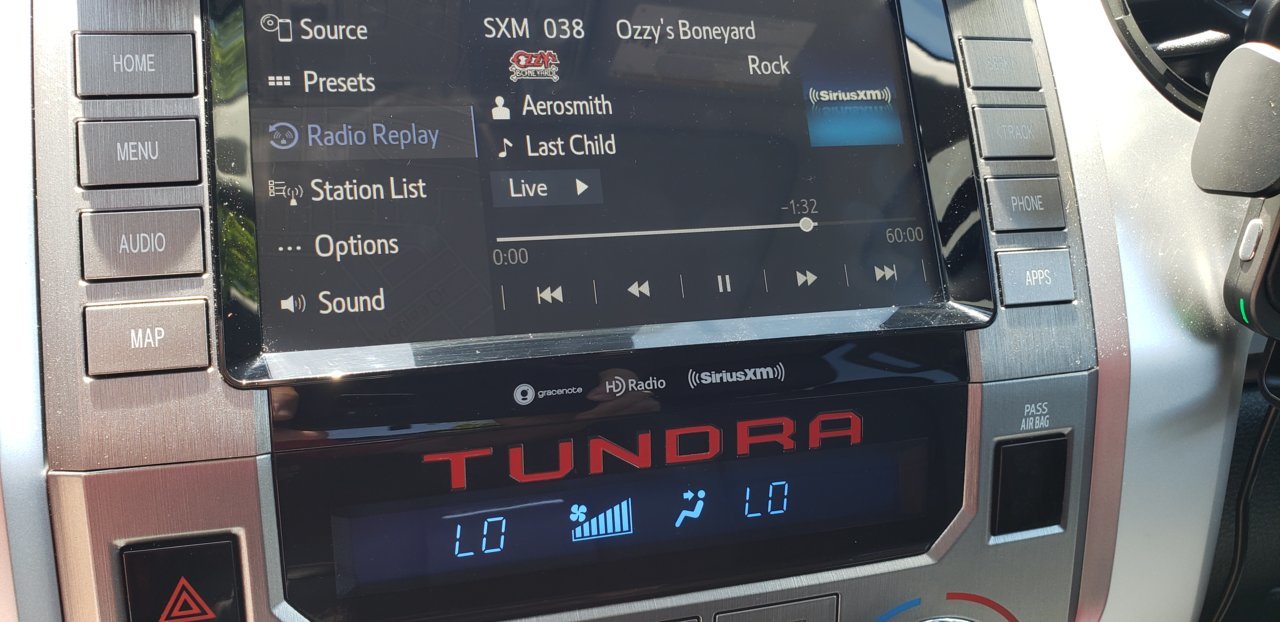 HOME
MENU
AUDIO
MAP
Source
Presets
Radio Replay
Station List
Options
Sound
SXM 038 Ozzy's Boneyard
Rock
OZZY'S
BONEYARD
((SiriusXM))
Aerosmith
Last Child
Live
-1:32
0:00
60:00
TRACK
PHONE
APPS
gracenote
HD Radio
((SiriusXM))
TUNDRA
LO
LO
PASS
AIR BAG